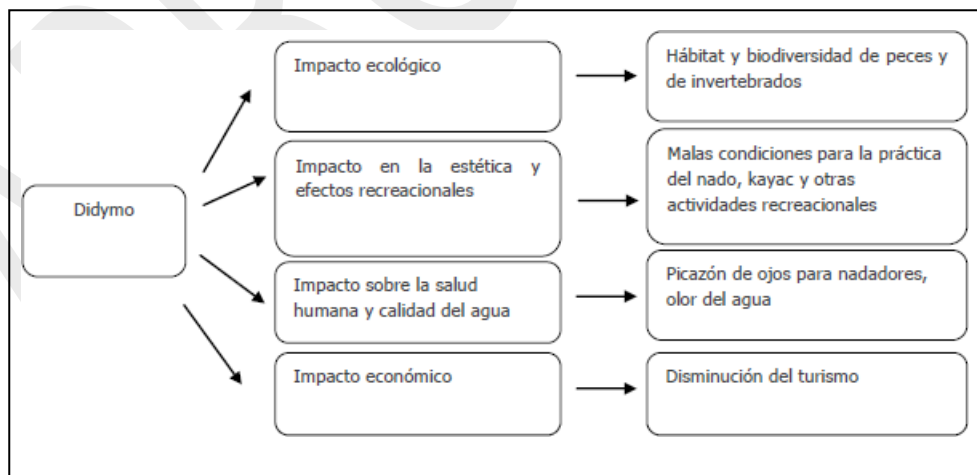 Didymo
Impacto ecológico
Hábitat y biodiversidad de peces y
de invertebrados
Impacto en la estética y
efectos recreacionales
Malas condiciones para la práctica
del nado, kayac y otras
actividades recreacionales
Impacto sobre la salud
humana y calidad del agua
Picazón de ojos para nadadores,
olor del agua
Impacto económico
Disminución del turismo